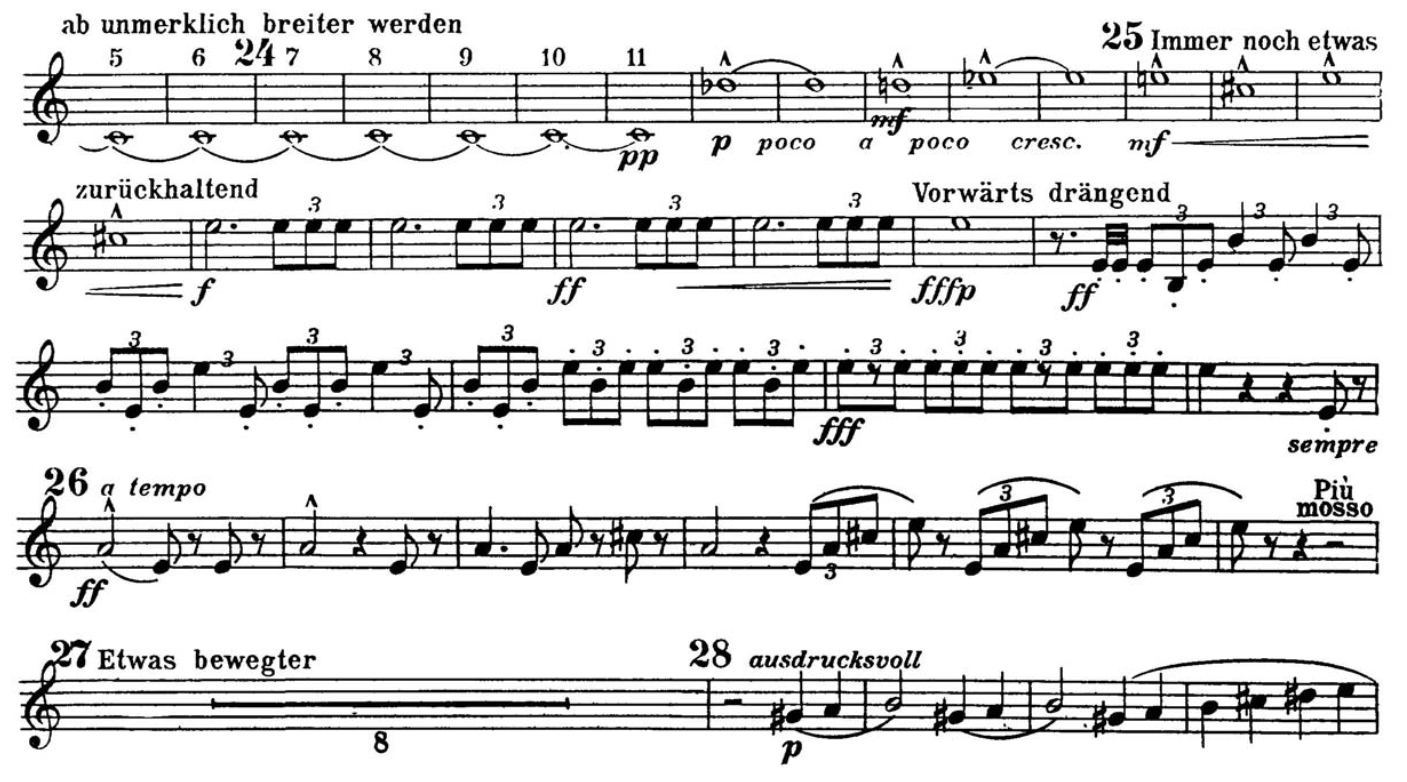 ab unmerklich breiter werden
5 6 24 7 8 9 10 11 25 Immer noch etwas
mf
pp p poco a poco cresc. mf
zurückhaltend Vorwärts drängend
3 3 3 3 3 3 3
f ff fffp ff
3 3 3 3 3 3 3 3 3 3 3 3
fff
sempre
26 a tempo Più
mosso
3 3
3
ff
27 Etwas bewegter 28 ausdrucksvoll
8 p